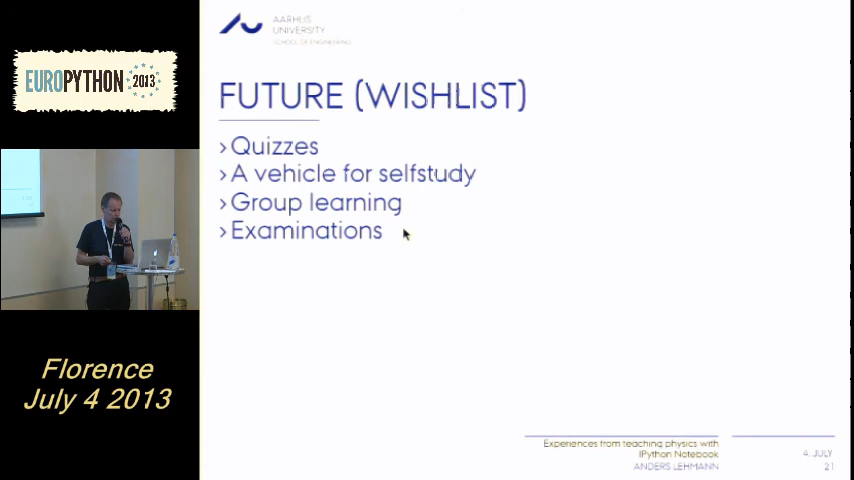 AARHUS
UNIVERSITY
SCHOOL OF ENGINEERING
EUROPYTHON 2013
FUTURE (WISHLIST)
› Quizzes
› A vehicle for selfstudy
› Group learning
› Examinations
Florence
July 4 2013
Experiences from teaching physics with
IPython Notebook
ANDERS LEHMANN
4. JULY
21